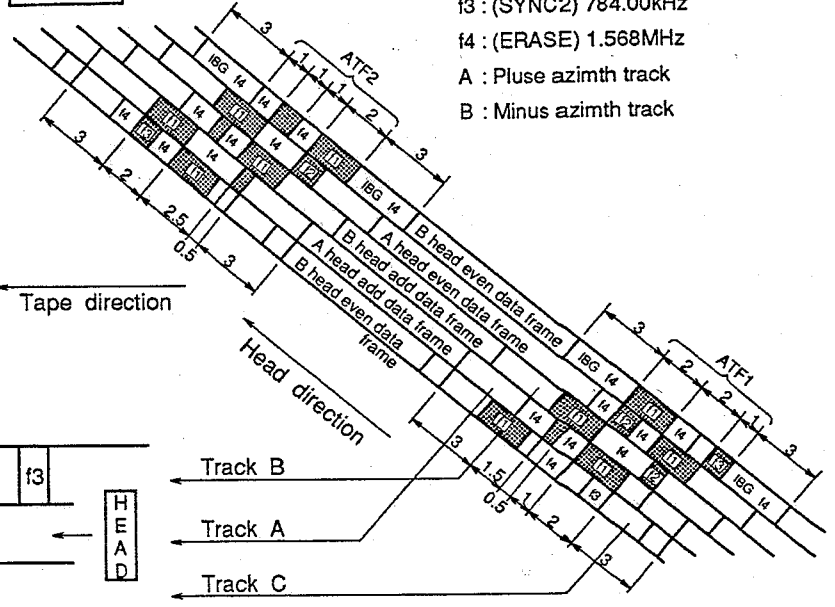 f3 : (SYNC2) 784.00kHz
f4 : (ERASE) 1.568MHz
A : Pluse azimth track
B : Minus azimth track
3
1
1
1
2
3
ATF2
IBG f4
f1
f4
f4
f1
IBG f4
f4
f1
f4
f4
f1
f2
f4
f3
f4
f1
f4
3
2
2.5
0.5
3
B head even data frame
A head even data frame
B head add data frame
A head add data frame
B head even data
frame
Tape direction
Head direction
3
2
2
1
3
ATF1
IBG f4
f1
f4
f3
IBG f4
f4
f2
f4
f1
f1
f4
f4
f2
f4
f1
f1
f4
f3
3
1.5
0.5
1
2
3
f3
HEAD
Track B
Track A
Track C